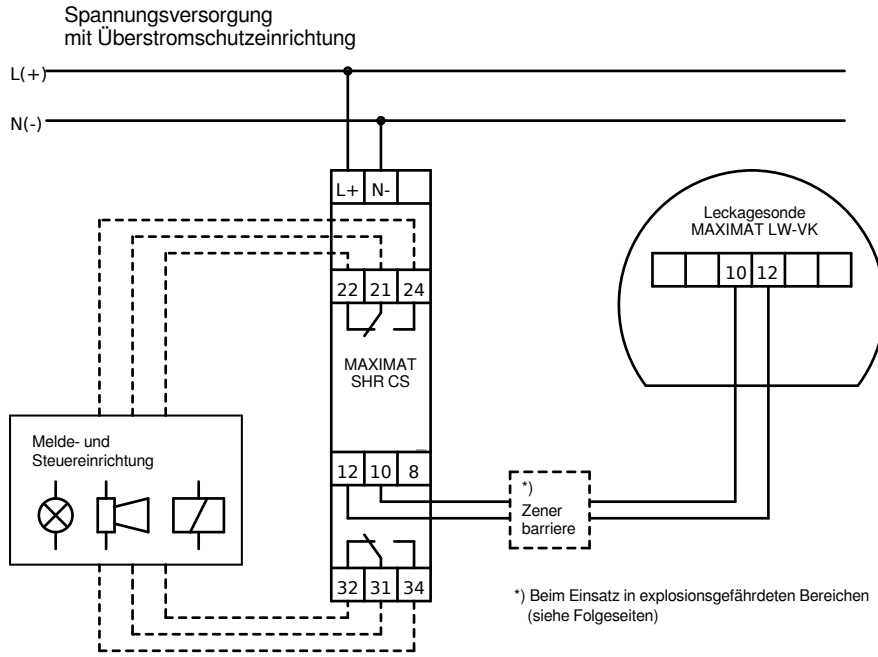 Spannungsversorgung
mit Überstromschutzeinrichtung
L(+)
N(-)
L+ N-
Leckagesonde
MAXIMAT LW-VK
10 12
22 21 24
MAXIMAT
SHR CS
Melde- und
Steuereinrichtung
12 10 8
*)
Zener
barriere
32 31 34
*) Beim Einsatz in explosionsgefährdeten Bereichen
(siehe Folgeseiten)